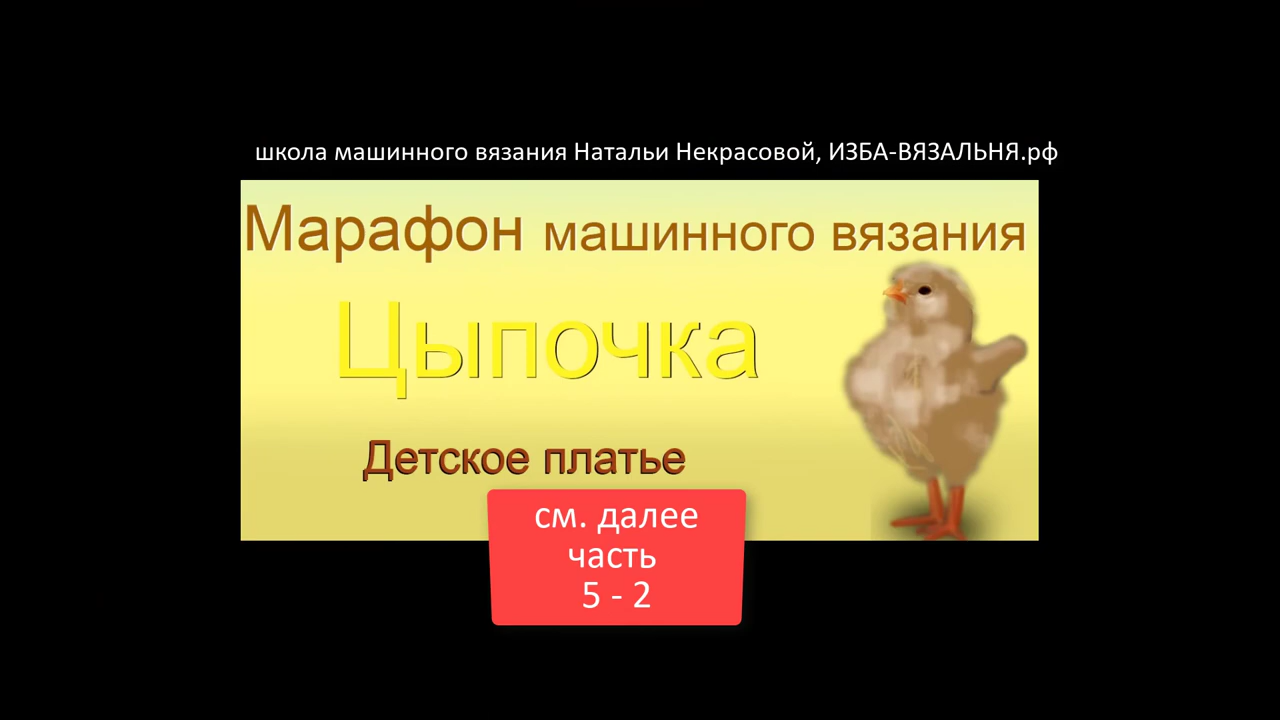 школа машинного вязания Натальи Некрасовой, ИЗБА-ВЯЗАЛЬНЯ.рф
Марафон машинного вязания
Цыпочка
Детское платье
см. далее
часть
5 - 2